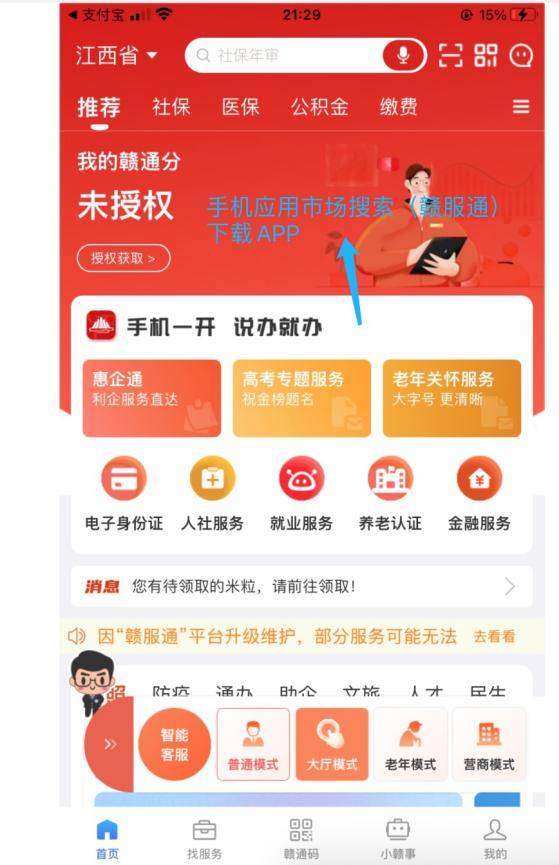 支付宝 21:29 15%
江西省 社保年审
推荐 社保 医保 公积金 缴费
我的赣通分
未授权
手机应用市场搜索（赣服通）
下载APP
授权获取 >
手机一开 说办就办
惠企通 高考专题服务 老年关怀服务
利企服务直达 祝金榜题名 大字号 更清晰
电子身份证 人社服务 就业服务 养老认证 金融服务
消息 您有待领取的米粒，请前往领取！
因“赣服通”平台升级维护，部分服务可能无法 去看看
防疫 通办 助企 文旅 人才 民生
智能
客服
普通模式 大厅模式 老年模式 营商模式
首页 找服务 赣通码 小赣事 我的